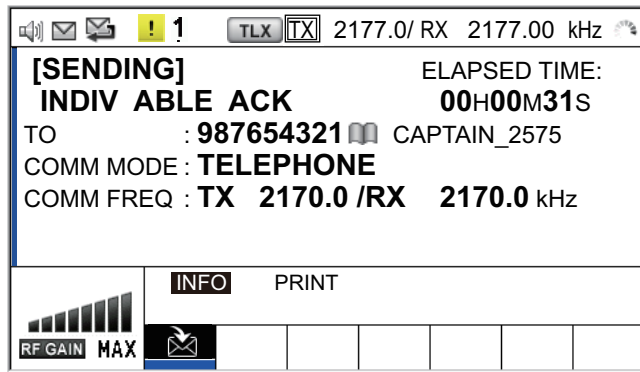 ! 1 TLX TX 2177.0/ RX 2177.00 kHz
[SENDING] ELAPSED TIME:
INDIV ABLE ACK 00H00M31S
TO : 987654321 CAPTAIN_2575
COMM MODE : TELEPHONE
COMM FREQ : TX 2170.0 /RX 2170.0 kHz
INFO PRINT
RF GAIN MAX